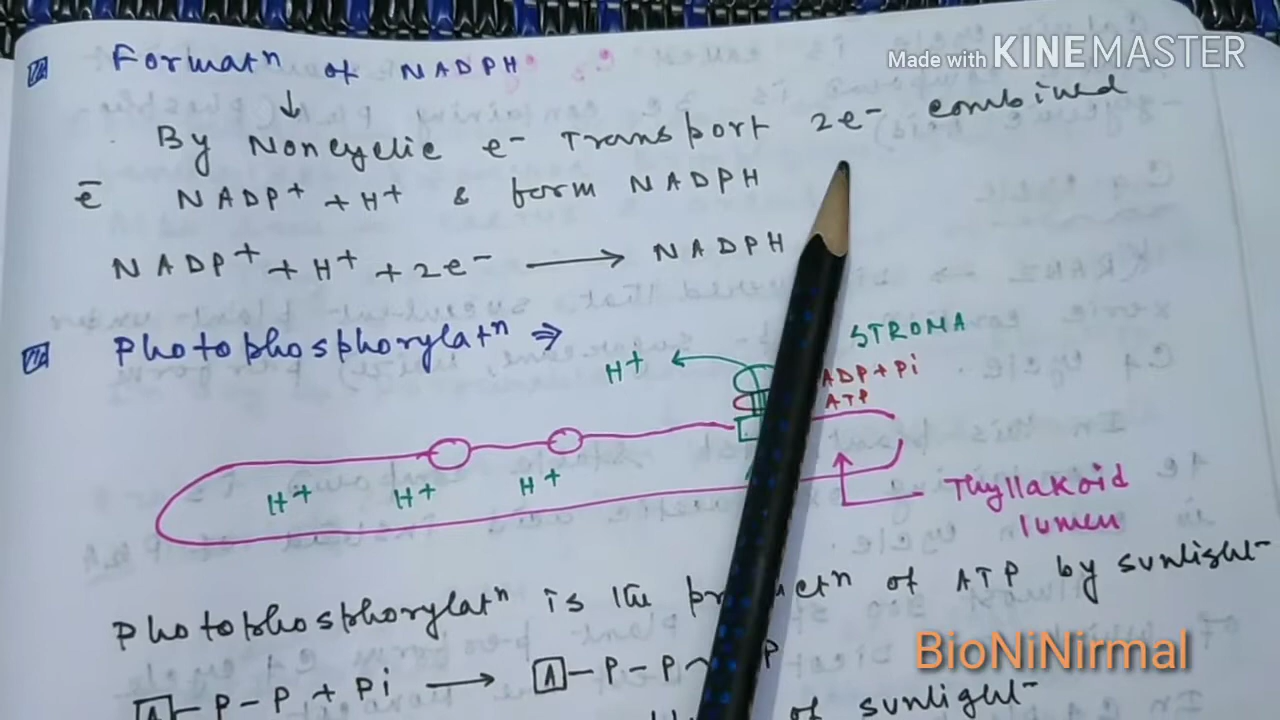 Made with KINEMASTER
Formatn of NADPH
↓
By Noncyclic e- Transport 2e- combined
c̄ NADP+ + H+ & form NADPH
NADP+ + H+ + 2e- → NADPH
Photophosphorylatn ⇒
STROMA
H+
ADP + Pi
ATP
H+ H+ H+
Thyllakoid
lumen
Photophosphorylatn is the of ATP by sunlight
BioNiNirmal
A-P-P + Pi → A-P-P~P
of sunlight